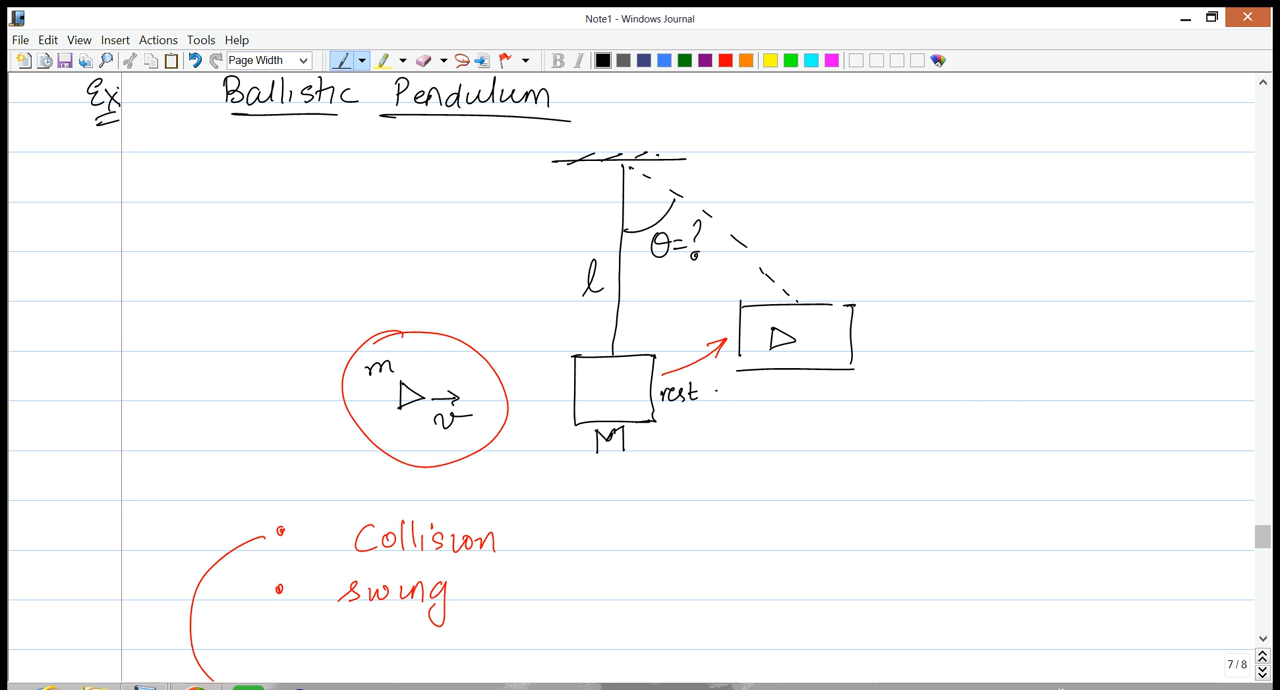 Note1 - Windows Journal
File Edit View Insert Actions Tools Help
Page Width
B I
Ex Ballistic Pendulum
θ=?
l
m
v
rest
M
• Collision
• swing
7 / 8